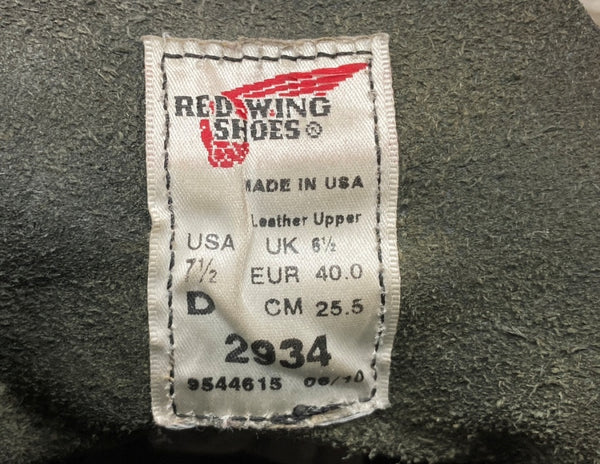 RED WING
SHOES®
MADE IN USA
Leather Upper
USA UK 6½
7½ EUR 40.0
D CM 25.5
2934
9544615 06/10